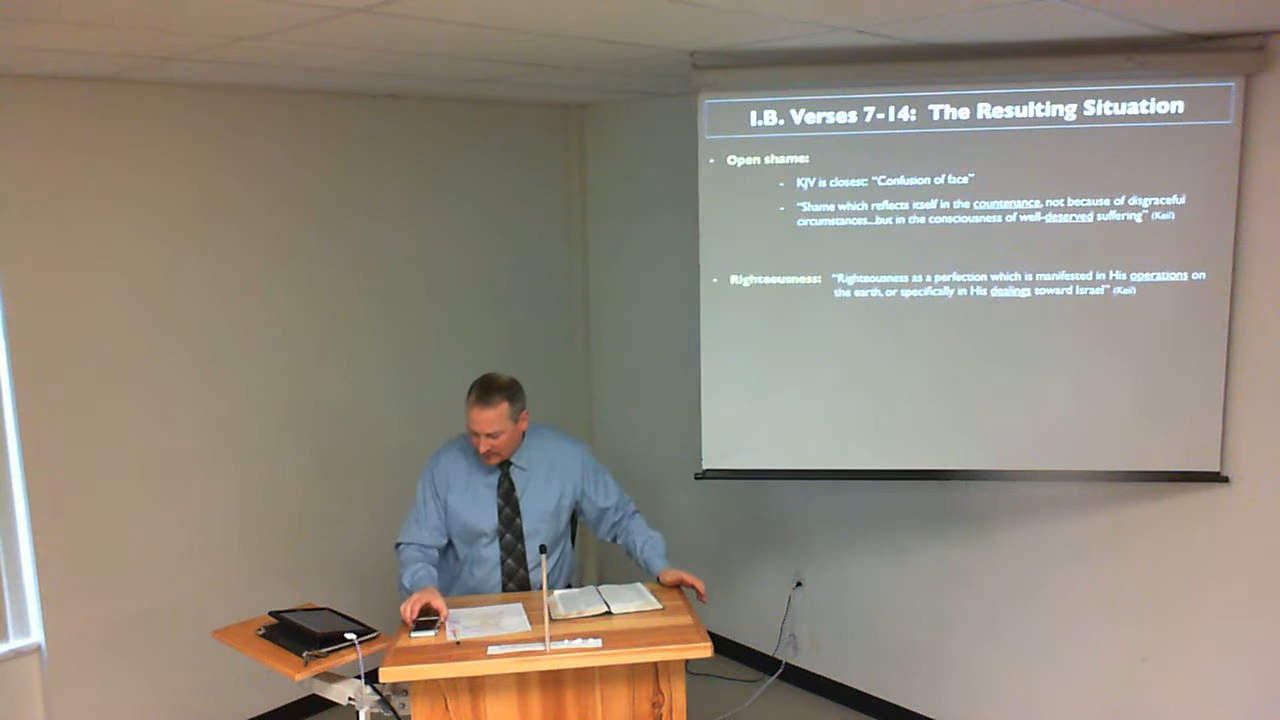 I.B. Verses 7-14: The Resulting Situation
• Open shame:
- KJV is closest: "Confusion of face"
- "Shame which reflects itself in the countenance, not because of disgraceful
circumstances...but in the consciousness of well-deserved suffering" (Keil)
• Righteousness: "Righteousness as a perfection which is manifested in His operations on
the earth, or specifically in His dealings toward Israel" (Keil)